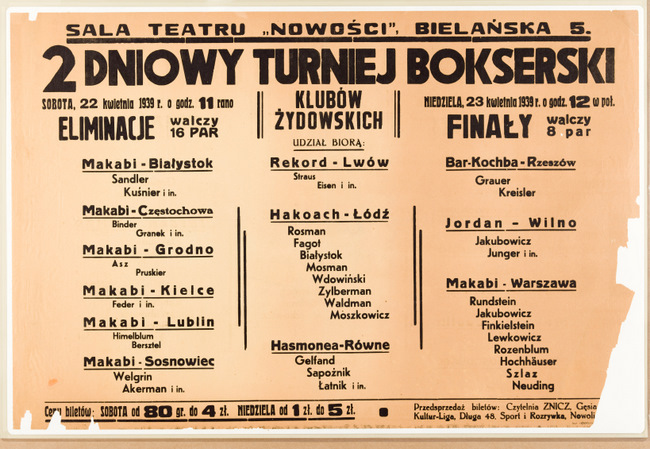 SALA TEATRU „NOWOŚCI”, BIELAŃSKA 5.
2 DNIOWY TURNIEJ BOKSERSKI
SOBOTA, 22 kwietnia 1939 r. o godz. 11 rano
ELIMINACJE walczy 16 PAR
KLUBÓW
ŻYDOWSKICH
NIEDZIELA, 23 kwietnia 1939 r. o godz. 12 w poł.
FINAŁY walczy 8 par
UDZIAŁ BIORĄ:
Makabi - Białystok
Sandler
Kuśnier i in.
Makabi - Częstochowa
Binder
Granek i in.
Makabi - Grodno
Asz
Pruskier
Makabi - Kielce
Feder i in.
Makabi - Lublin
Himelblum
Bersztel
Makabi - Sosnowiec
Welgrin
Akerman i in.
Rekord - Lwów
Straus
Eisen i in.
Hakoach - Łódź
Rosman
Fagot
Białystok
Mosman
Wdowiński
Zylberman
Waldman
Moszkowicz
Hasmonea-Równe
Gelfand
Sapoźnik
Łatnik i in.
Bar-Kochba - Rzeszów
Grauer
Kreisler
Jordan - Wilno
Jakubowicz
Junger i in.
Makabi - Warszawa
Rundstein
Jakubowicz
Finkielstein
Lewkowicz
Rozenblum
Hochhäuser
Szlaz
Neuding
Ceny biletów: SOBOTA od 80 gr. do 4 zł. NIEDZIELA od 1 zł. do 5 zł.
Przedsprzedaż biletów: Czytelnia ZNICZ, Gęsia
Kultur-Liga, Długa 48, Sport i Rozrywka, Nowoli